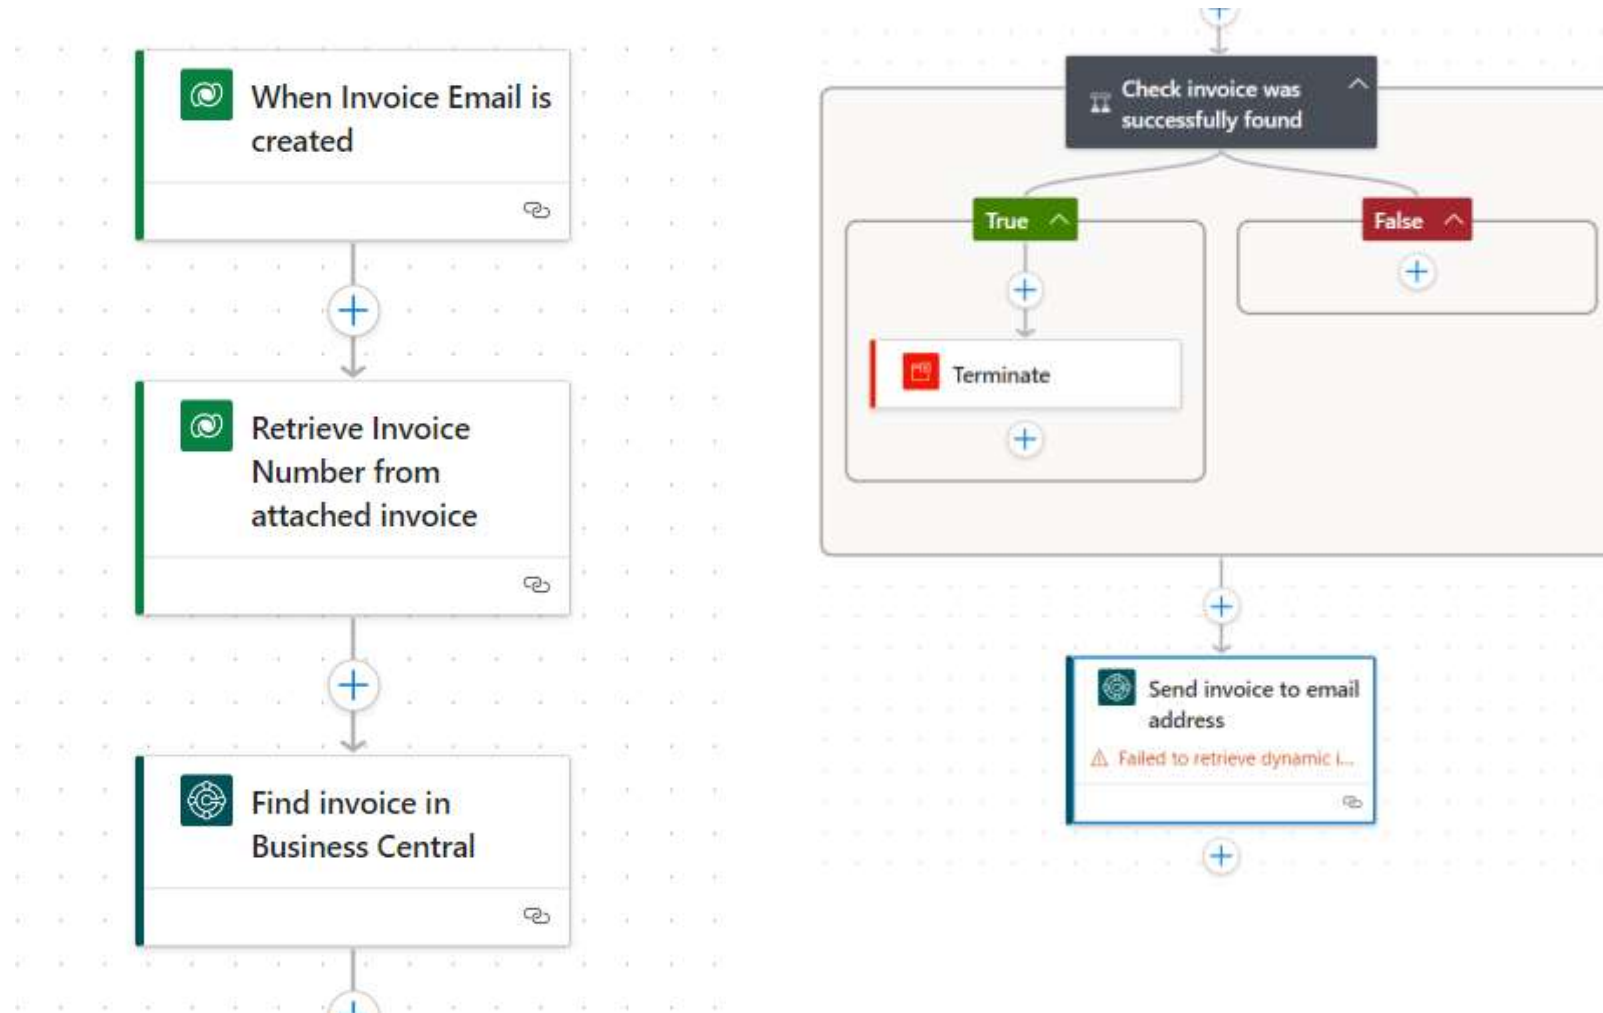 When Invoice Email is
created
Retrieve Invoice
Number from
attached invoice
Find invoice in
Business Central
Check invoice was
successfully found
True
False
Terminate
Send invoice to email
address
Failed to retrieve dynamic i...